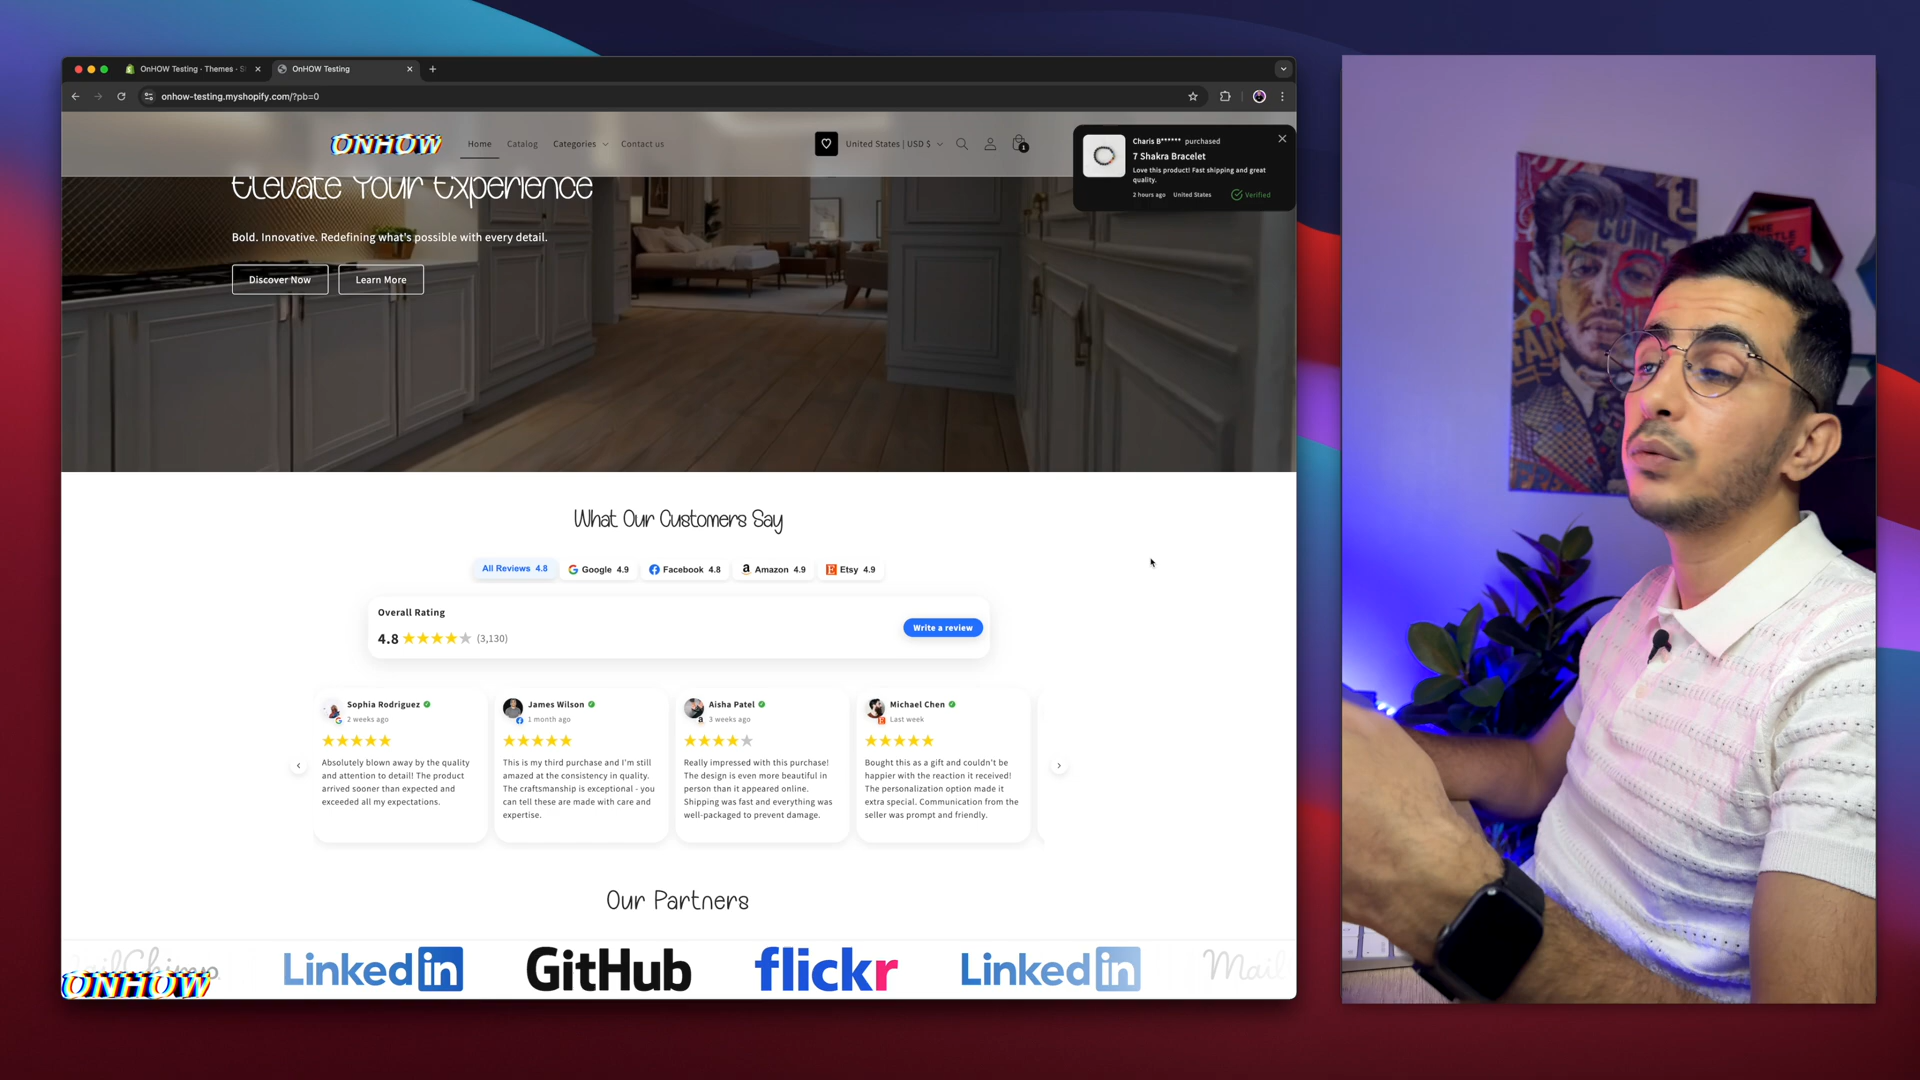 OnHOW Testing · Themes · S
OnHOW Testing
onhow-testing.myshopify.com/?pb=0
ONHOW
Home
Catalog
Categories
Contact us
United States | USD $
1
Charis B****** purchased
7 Shakra Bracelet
Love this product! Fast shipping and great
quality.
2 hours ago
United States
Verified
Elevate Your Experience
Bold. Innovative. Redefining what's possible with every detail.
Discover Now
Learn More
What Our Customers Say
All Reviews 4.8
Google 4.9
Facebook 4.8
Amazon 4.9
Etsy 4.9
Overall Rating
4.8
(3,130)
Write a review
Sophia Rodriguez
2 weeks ago
Absolutely blown away by the quality
and attention to detail! The product
arrived sooner than expected and
exceeded all my expectations.
James Wilson
1 month ago
This is my third purchase and I'm still
amazed at the consistency in quality.
The craftsmanship is exceptional - you
can tell these are made with care and
expertise.
Aisha Patel
3 weeks ago
Really impressed with this purchase!
The design is even more beautiful in
person than it appeared online.
Shipping was fast and everything was
well-packaged to prevent damage.
Michael Chen
Last week
Bought this as a gift and couldn't be
happier with the reaction it received!
The personalization option made it
extra special. Communication from the
seller was prompt and friendly.
Our Partners
LinkedIn
GitHub
flickr
LinkedIn
Mail
ONHOW
THE